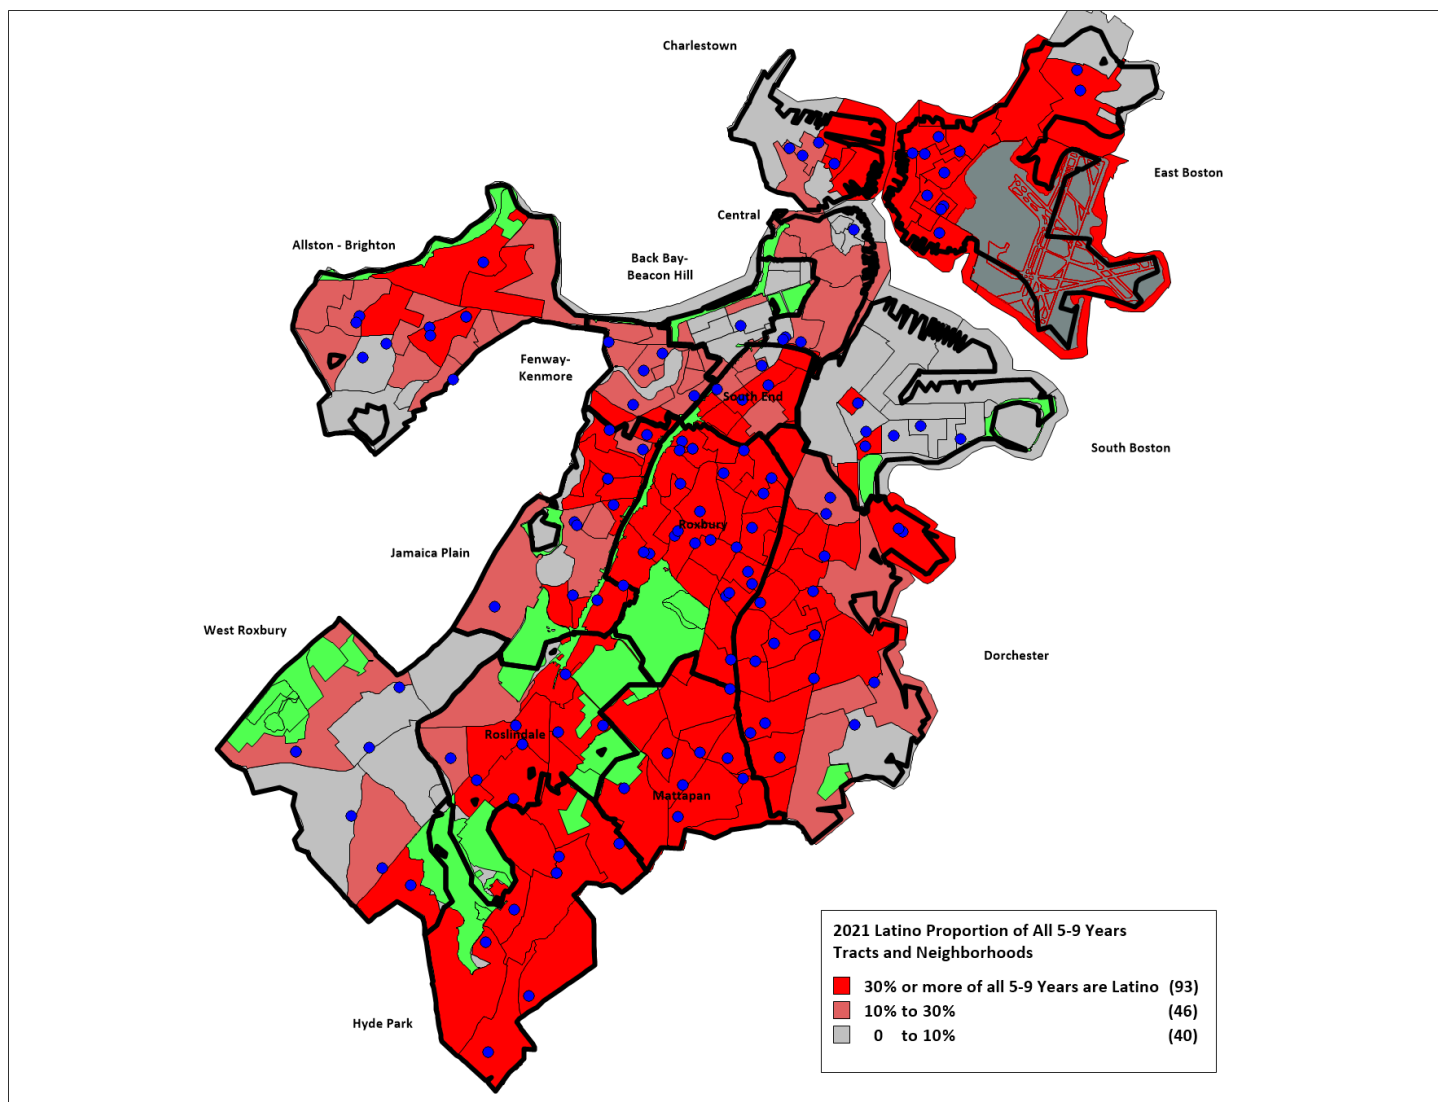 Charlestown
East Boston
Central
Allston - Brighton
Back Bay-
Beacon Hill
Fenway-
Kenmore
South End
South Boston
Roxbury
Jamaica Plain
West Roxbury
Dorchester
Roslindale
Mattapan
Hyde Park
2021 Latino Proportion of All 5-9 Years
Tracts and Neighborhoods
30% or more of all 5-9 Years are Latino (93)
10% to 30% (46)
0 to 10% (40)